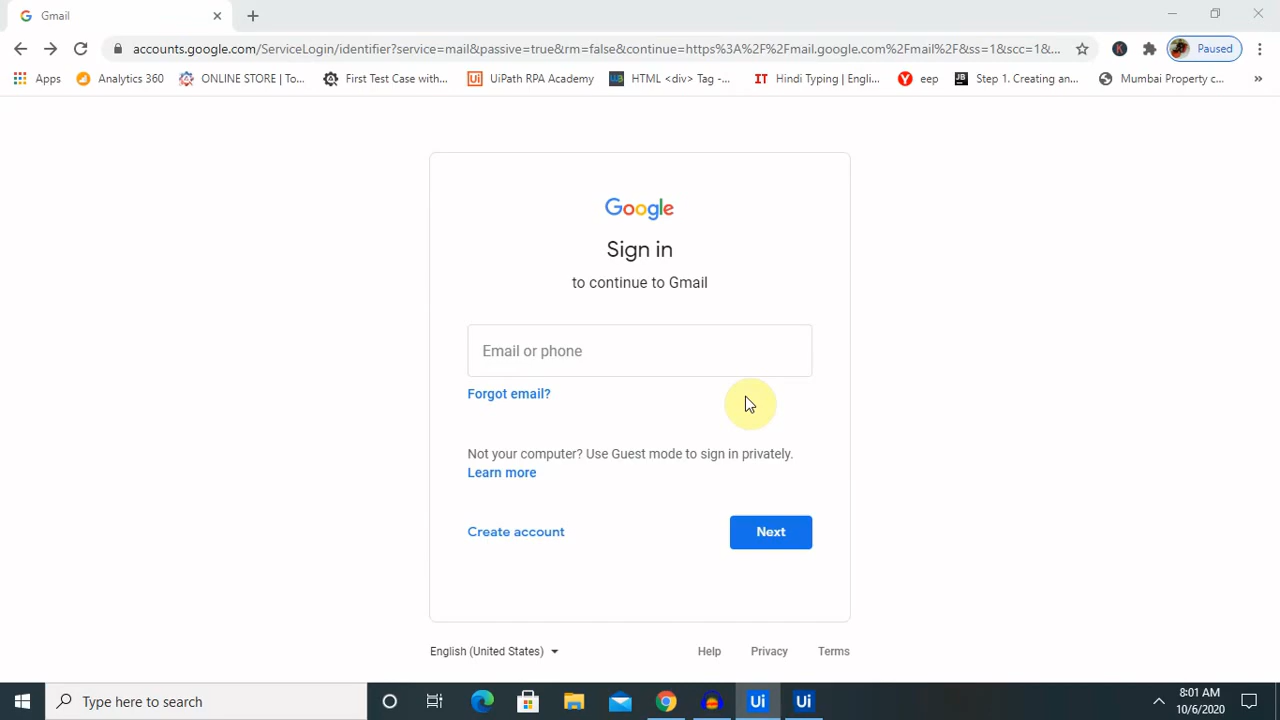 Gmail
accounts.google.com/ServiceLogin/identifier?service=mail&passive=true&rm=false&continue=https%3A%2F%2Fmail.google.com%2Fmail%2F&ss=1&scc=1&... Paused
Apps Analytics 360 ONLINE STORE | To... First Test Case with... Ui UiPath RPA Academy HTML <div> Tag -... IT Hindi Typing | Engli... Y eep JB Step 1. Creating an... Mumbai Property c... »
Google
Sign in
to continue to Gmail
Email or phone
Forgot email?
Not your computer? Use Guest mode to sign in privately.
Learn more
Create account Next
English (United States) Help Privacy Terms
Type here to search Ui Ui 8:01 AM
10/6/2020